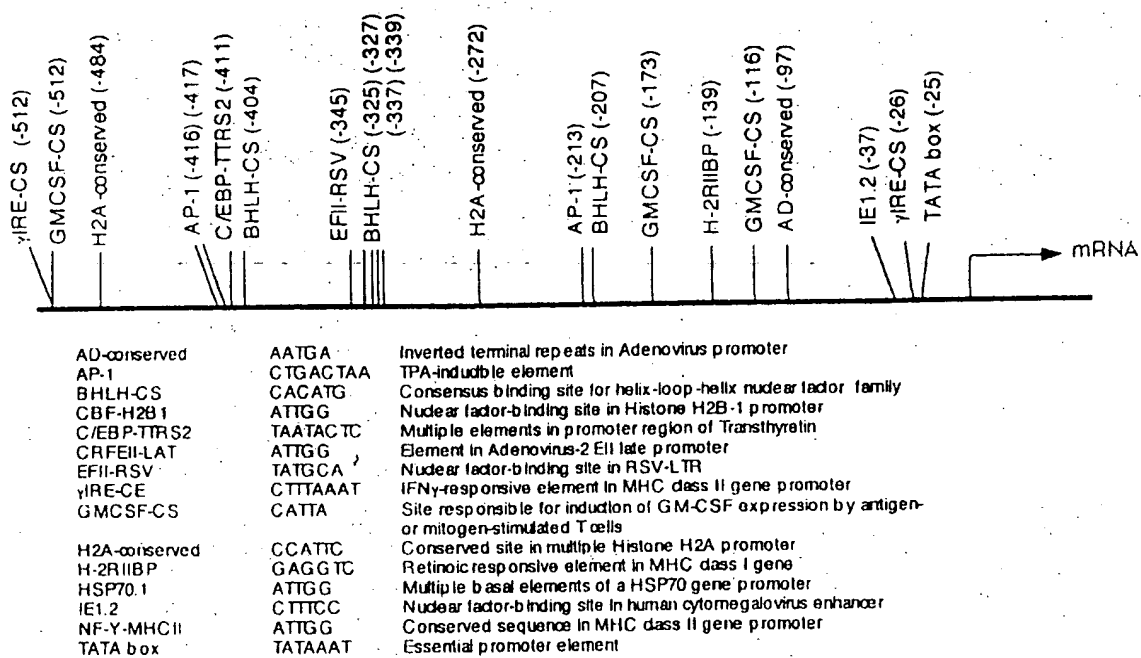 γIRE-CS (-512)
GMCSF-CS (-512)
H2A-conserved (-484)
AP-1 (-416) (-417)
C/EBP-TTRS2 (-411)
BHLH-CS (-404)
EFII-RSV (-345)
BHLH-CS (-325) (-327)
(-337) (-339)
H2A-conserved (-272)
AP-1 (-213)
BHLH-CS (-207)
GMCSF-CS (-173)
H-2RIIBP (-139)
GMCSF-CS (-116)
AD-conserved (-97)
IE1.2 (-37)
γIRE-CS (-26)
TATA box (-25)
mRNA
AD-conserved AATGA Inverted terminal repeats in Adenovirus promoter
AP-1 CTGACTAA TPA-inducible element
BHLH-CS CACATG Consensus binding site for helix-loop-helix nuclear factor family
CBF-H2B1 ATTGG Nuclear factor-binding site in Histone H2B-1 promoter
C/EBP-TTRS2 TAATACTC Multiple elements in promoter region of Transthyretin
CRFEII-LAT ATTGG Element in Adenovirus-2 EII late promoter
EFII-RSV TATGCA Nuclear factor-binding site in RSV-LTR
γIRE-CE CTTTAAAT IFNγ-responsive element in MHC class II gene promoter
GMCSF-CS CATTA Site responsible for induction of GM-CSF expression by antigen-
or mitogen-stimulated T cells
H2A-conserved CCATTC Conserved site in multiple Histone H2A promoter
H-2RIIBP GAGGTC Retinoic responsive element in MHC class I gene
HSP70.1 ATTGG Multiple basal elements of a HSP70 gene promoter
IE1.2 CTTTCC Nuclear factor-binding site in human cytomegalovirus enhancer
NF-Y-MHCII ATTGG Conserved sequence in MHC class II gene promoter
TATA box TATAAAT Essential promoter element